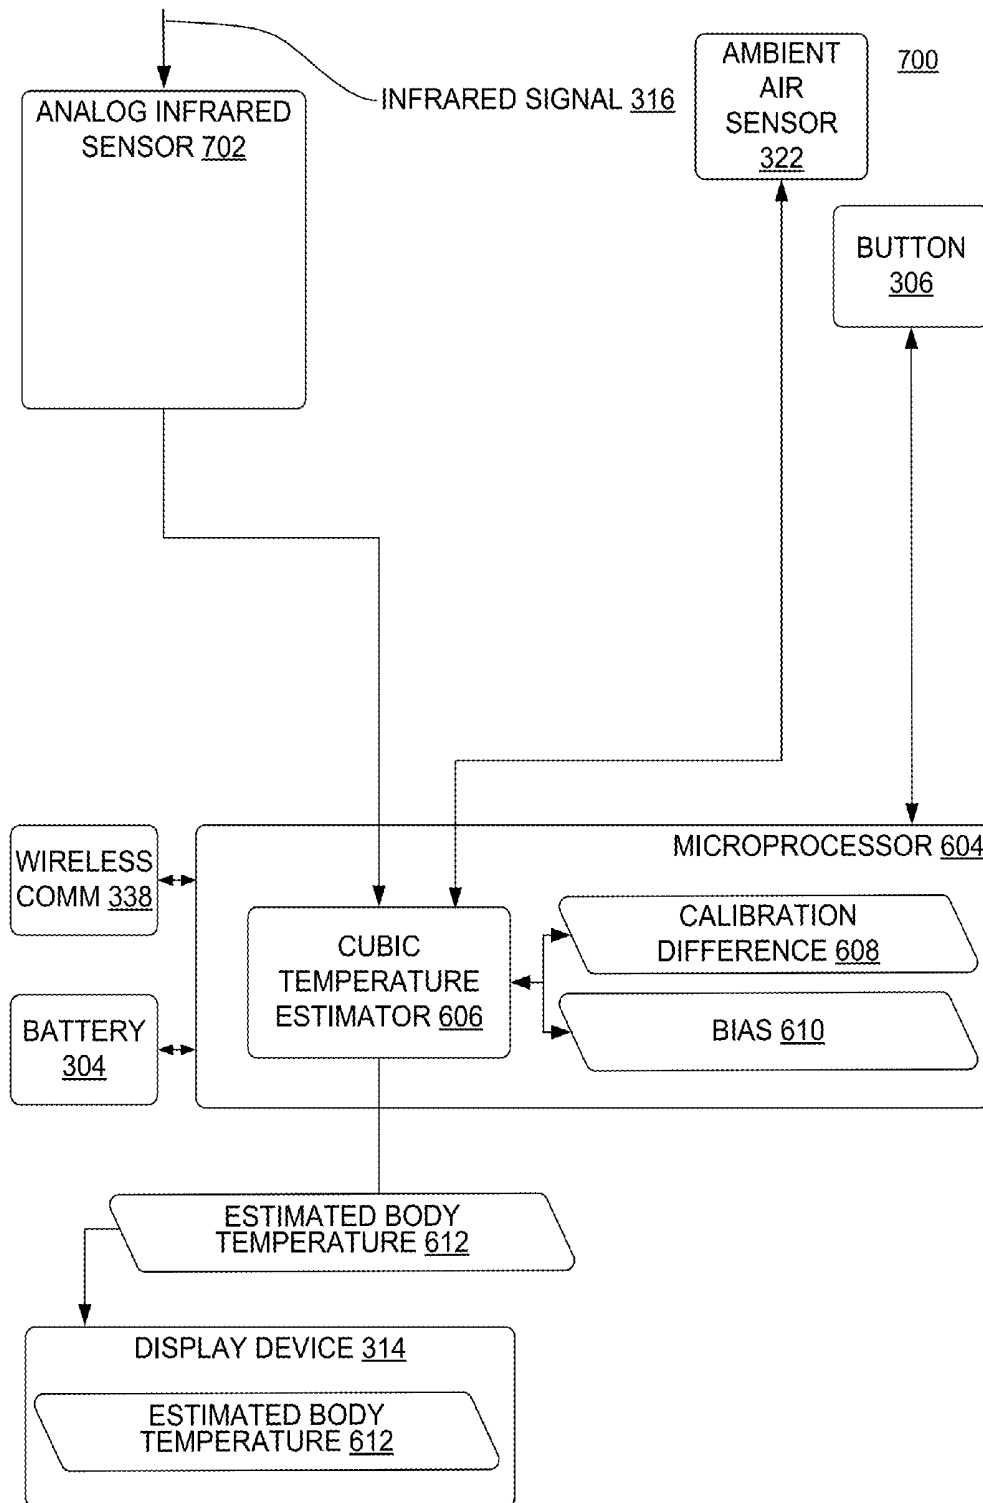 ANALOG INFRARED
SENSOR 702
INFRARED SIGNAL 316
AMBIENT
AIR
SENSOR
322
700
BUTTON
306
MICROPROCESSOR 604
WIRELESS
COMM 338
CUBIC
TEMPERATURE
ESTIMATOR 606
CALIBRATION
DIFFERENCE 608
BIAS 610
BATTERY
304
ESTIMATED BODY
TEMPERATURE 612
DISPLAY DEVICE 314
ESTIMATED BODY
TEMPERATURE 612